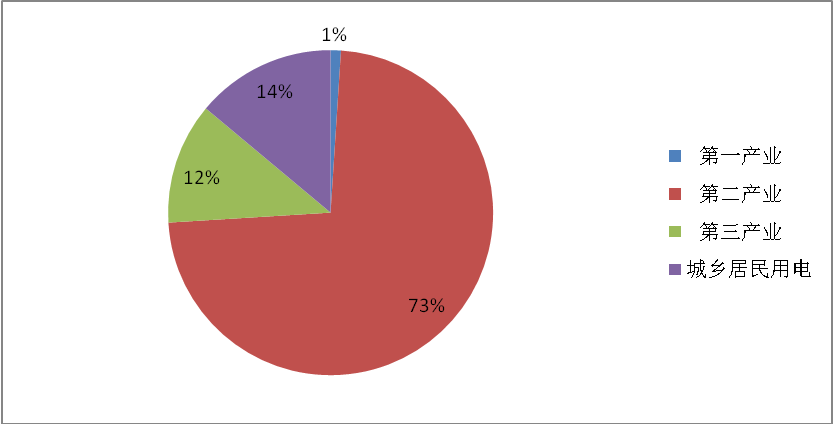 1%
14%
12%
73%
第一产业
第二产业
第三产业
城乡居民用电